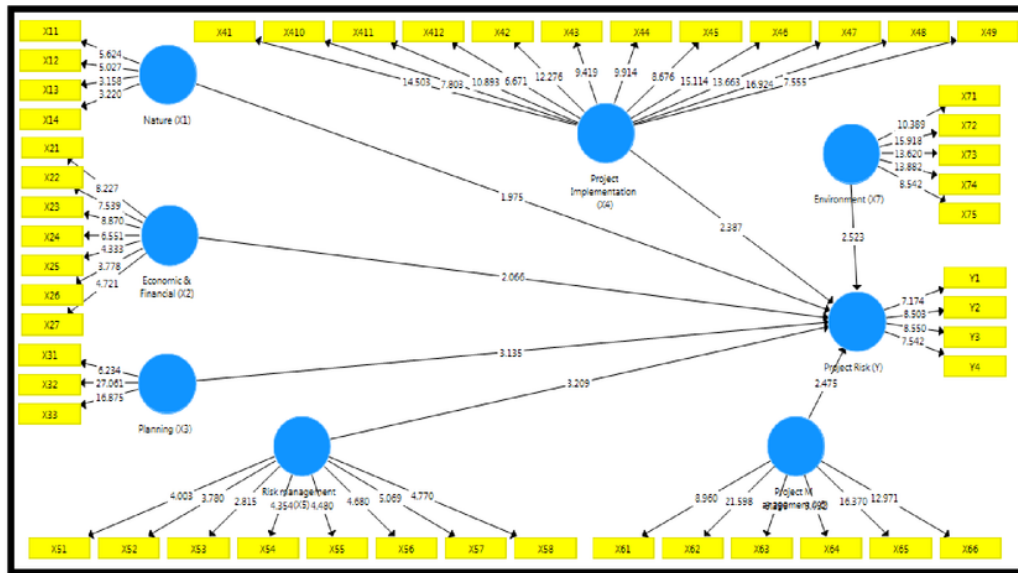 X11
X12
X13
X14
5.624
5.027
3.158
3.220
Nature (X1)
X41
X410
X411
X412
X42
X43
X44
X45
X46
X47
X48
X49
14.503
7.803
10.893
6.671
12.276
9.419
9.914
8.676
15.114
13.663
16.924
7.555
Project
Implementation
(X4)
X71
X72
X73
X74
X75
10.389
15.918
13.620
13.882
8.542
Environment (X7)
X21
X22
X23
X24
X25
X26
X27
8.227
7.539
8.870
6.551
4.333
3.778
4.721
Economic &
Financial (X2)
1.975
2.387
2.523
2.066
3.135
3.209
2.475
Y1
Y2
Y3
Y4
7.174
8.503
8.550
7.542
Project Risk (Y)
X31
X32
X33
6.234
27.061
16.875
Planning (X3)
Risk management
(X5)
4.003
3.780
2.815
4.354
4.480
4.680
5.069
4.770
X51
X52
X53
X54
X55
X56
X57
X58
Project M
8.960
21.598
16.370
12.971
X61
X62
X63
X64
X65
X66